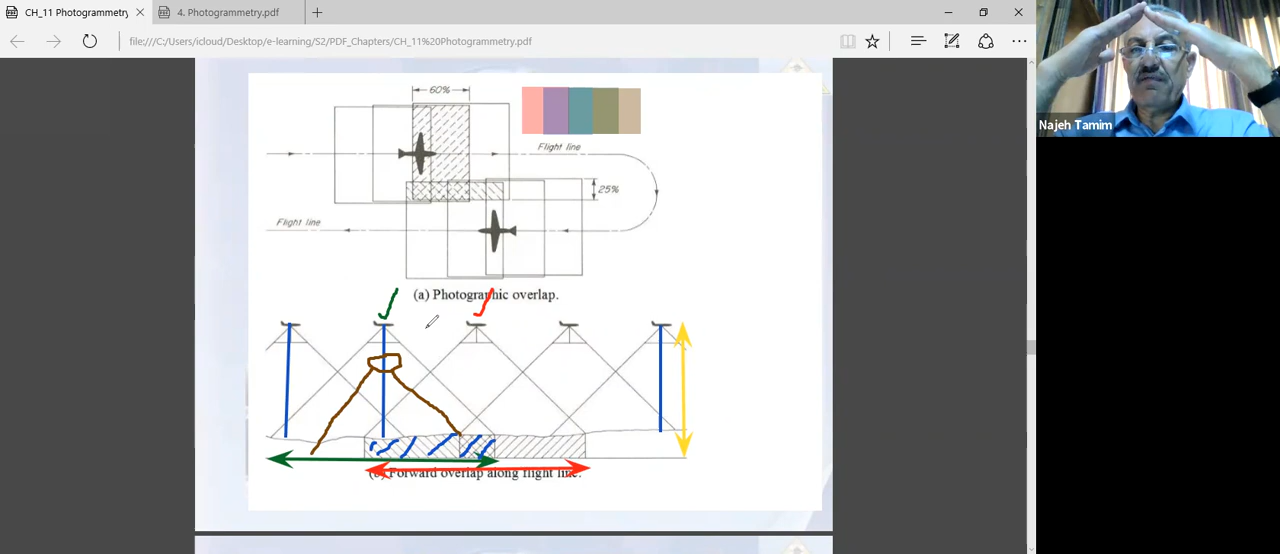 CH_11 Photogrammetry
4. Photogrammetry.pdf
file:///C:/Users/icloud/Desktop/e-learning/S2/PDF_Chapters/CH_11%20Photogrammetry.pdf
Najeh Tamim
60%
Flight line
25%
Flight line
(a) Photographic overlap.
(b) Forward overlap along flight line.